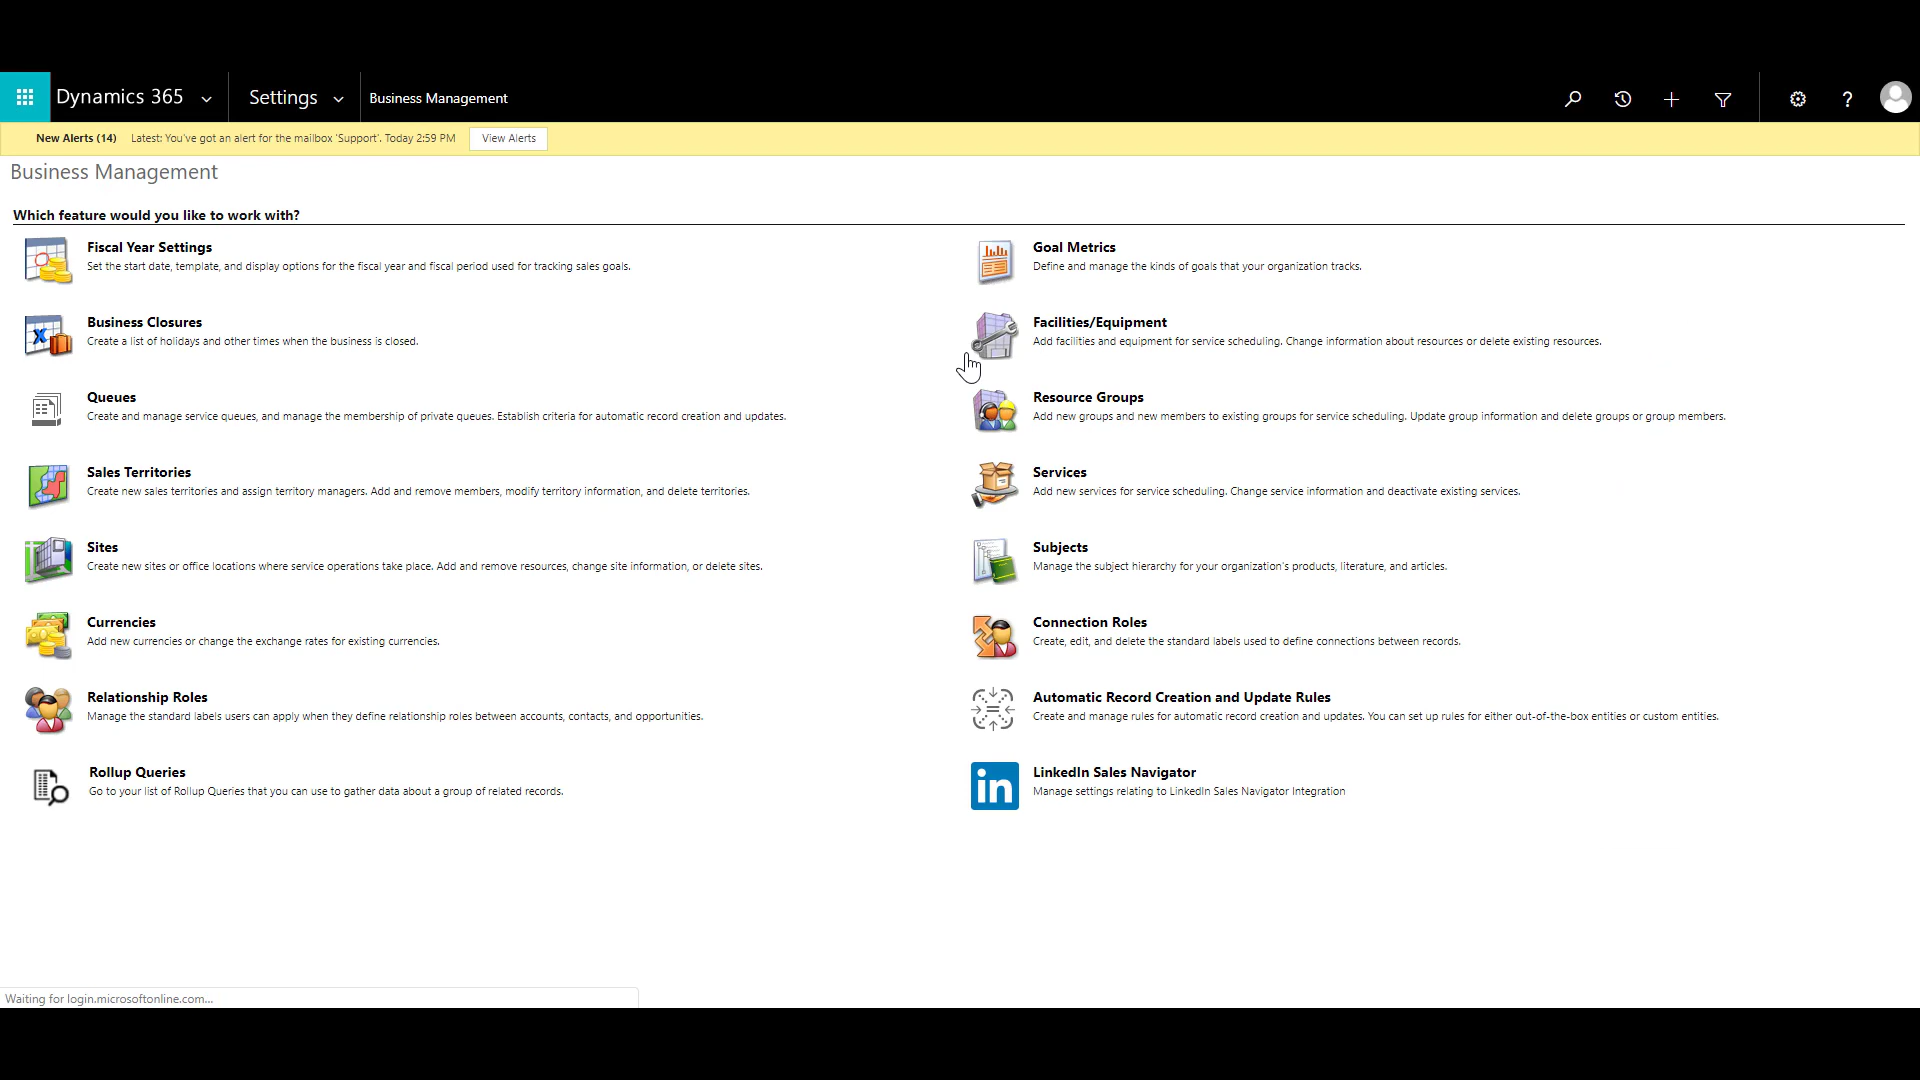 Dynamics 365 Settings Business Management ?
New Alerts (14) Latest: You've got an alert for the mailbox 'Support'. Today 2:59 PM View Alerts
Business Management
Which feature would you like to work with?
Fiscal Year Settings
Set the start date, template, and display options for the fiscal year and fiscal period used for tracking sales goals.
Goal Metrics
Define and manage the kinds of goals that your organization tracks.
Business Closures
Create a list of holidays and other times when the business is closed.
Facilities/Equipment
Add facilities and equipment for service scheduling. Change information about resources or delete existing resources.
Queues
Create and manage service queues, and manage the membership of private queues. Establish criteria for automatic record creation and updates.
Resource Groups
Add new groups and new members to existing groups for service scheduling. Update group information and delete groups or group members.
Sales Territories
Create new sales territories and assign territory managers. Add and remove members, modify territory information, and delete territories.
Services
Add new services for service scheduling. Change service information and deactivate existing services.
Sites
Create new sites or office locations where service operations take place. Add and remove resources, change site information, or delete sites.
Subjects
Manage the subject hierarchy for your organization's products, literature, and articles.
Currencies
Add new currencies or change the exchange rates for existing currencies.
Connection Roles
Create, edit, and delete the standard labels used to define connections between records.
Relationship Roles
Manage the standard labels users can apply when they define relationship roles between accounts, contacts, and opportunities.
Automatic Record Creation and Update Rules
Create and manage rules for automatic record creation and updates. You can set up rules for either out-of-the-box entities or custom entities.
Rollup Queries
Go to your list of Rollup Queries that you can use to gather data about a group of related records.
in
LinkedIn Sales Navigator
Manage settings relating to LinkedIn Sales Navigator Integration
Waiting for login.microsoftonline.com...